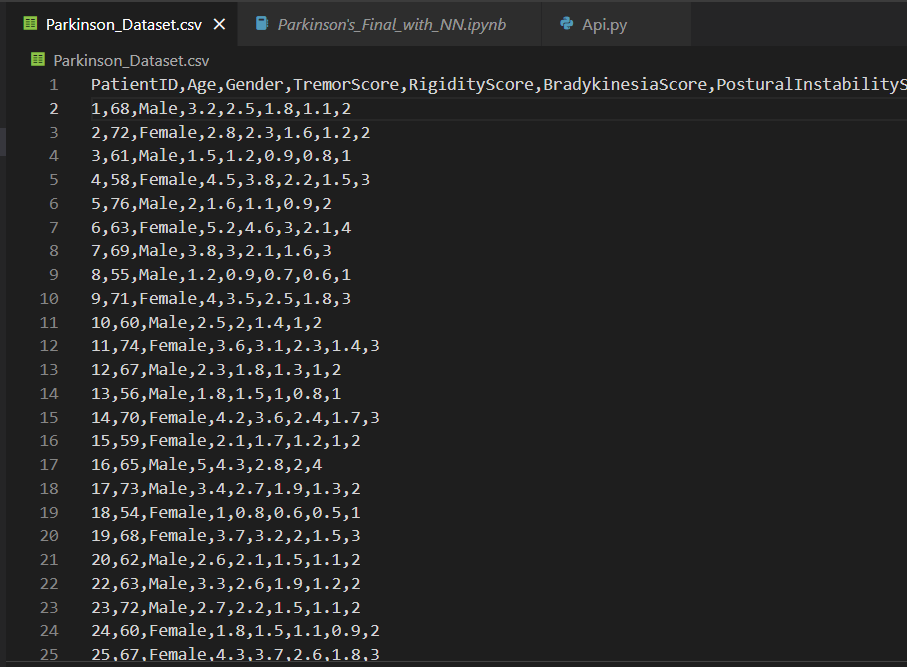 Parkinson_Dataset.csv Parkinson's_Final_with_NN.ipynb Api.py
Parkinson_Dataset.csv
1 PatientID,Age,Gender,TremorScore,RigidityScore,BradykinesiaScore,PosturalInstabilityS
2 1,68,Male,3.2,2.5,1.8,1.1,2
3 2,72,Female,2.8,2.3,1.6,1.2,2
4 3,61,Male,1.5,1.2,0.9,0.8,1
5 4,58,Female,4.5,3.8,2.2,1.5,3
6 5,76,Male,2,1.6,1.1,0.9,2
7 6,63,Female,5.2,4.6,3,2.1,4
8 7,69,Male,3.8,3,2.1,1.6,3
9 8,55,Male,1.2,0.9,0.7,0.6,1
10 9,71,Female,4,3.5,2.5,1.8,3
11 10,60,Male,2.5,2,1.4,1,2
12 11,74,Female,3.6,3.1,2.3,1.4,3
13 12,67,Male,2.3,1.8,1.3,1,2
14 13,56,Male,1.8,1.5,1,0.8,1
15 14,70,Female,4.2,3.6,2.4,1.7,3
16 15,59,Female,2.1,1.7,1.2,1,2
17 16,65,Male,5,4.3,2.8,2,4
18 17,73,Male,3.4,2.7,1.9,1.3,2
19 18,54,Female,1,0.8,0.6,0.5,1
20 19,68,Female,3.7,3.2,2,1.5,3
21 20,62,Male,2.6,2.1,1.5,1.1,2
22 22,63,Male,3.3,2.6,1.9,1.2,2
23 23,72,Male,2.7,2.2,1.5,1.1,2
24 24,60,Female,1.8,1.5,1.1,0.9,2
25 25,67,Female,4.3,3.7,2.6,1.8,3